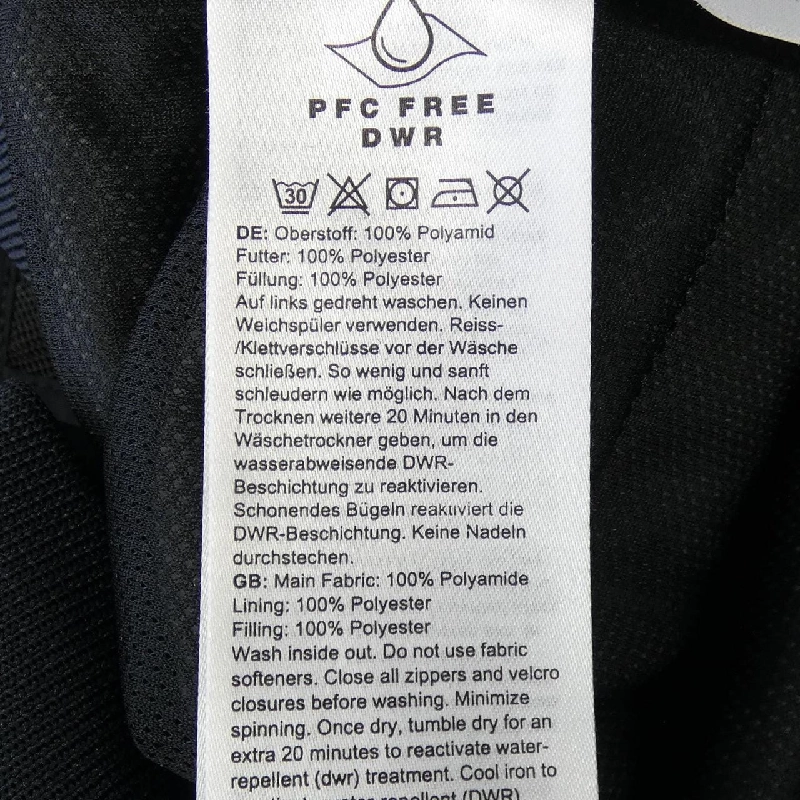 PFC FREE
DWR
30
DE: Oberstoff: 100% Polyamid
Futter: 100% Polyester
Füllung: 100% Polyester
Auf links gedreht waschen. Keinen
Weichspüler verwenden. Reiss-
/Klettverschlüsse vor der Wäsche
schließen. So wenig und sanft
schleudern wie möglich. Nach dem
Trocknen weitere 20 Minuten in den
Wäschetrockner geben, um die
wasserabweisende DWR-
Beschichtung zu reaktivieren.
Schonendes Bügeln reaktiviert die
DWR-Beschichtung. Keine Nadeln
durchstechen.
GB: Main Fabric: 100% Polyamide
Lining: 100% Polyester
Filling: 100% Polyester
Wash inside out. Do not use fabric
softeners. Close all zippers and velcro
closures before washing. Minimize
spinning. Once dry, tumble dry for an
extra 20 minutes to reactivate water-
repellent (dwr) treatment. Cool iron to
water repellent (DWR)